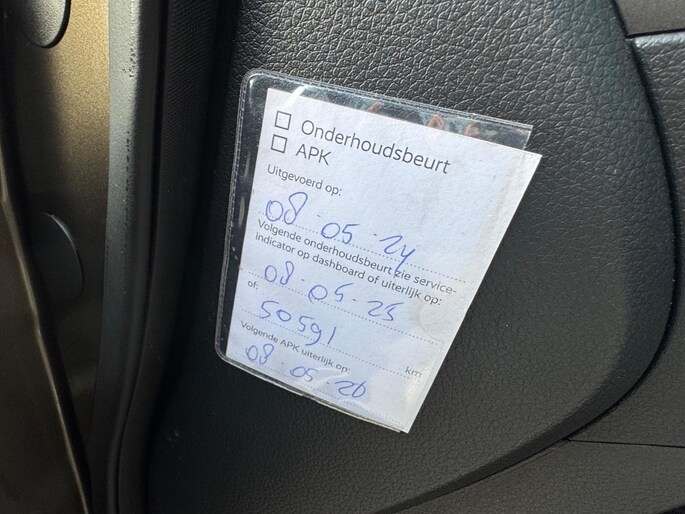 ☐ Onderhoudsbeurt
☐ APK
Uitgevoerd op:
08-05-24
Volgende onderhoudsbeurt zie service-
indicator op dashboard of uiterlijk op:
08-05-25
of: 50591 km
Volgende APK uiterlijk op:
08-05-26